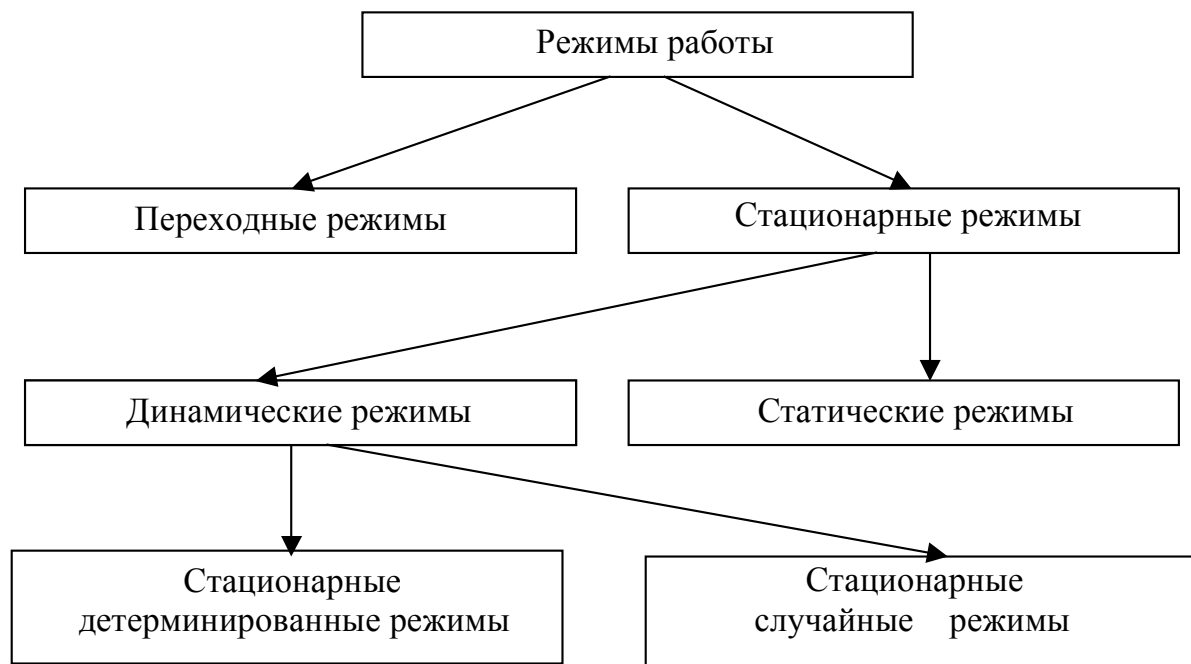 Режимы работы
Переходные режимы
Стационарные режимы
Динамические режимы
Статические режимы
Стационарные
детерминированные режимы
Стационарные
случайные режимы